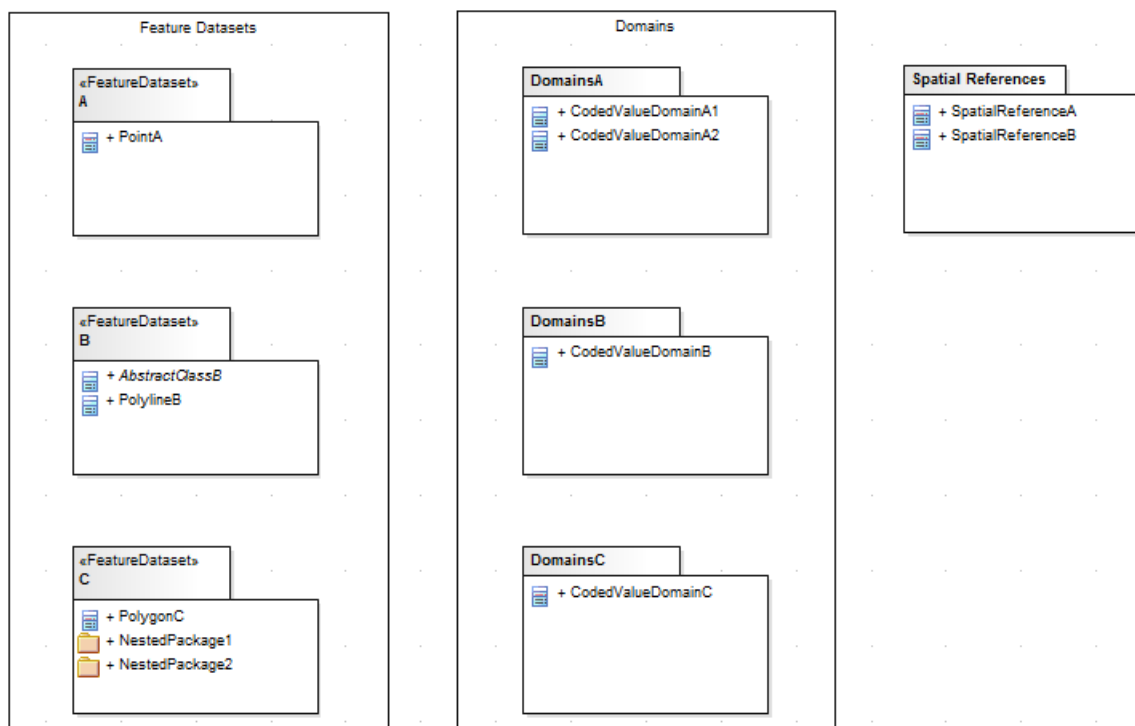 Feature Datasets
«FeatureDataset»
A
+ PointA
«FeatureDataset»
B
+ AbstractClassB
+ PolylineB
«FeatureDataset»
C
+ PolygonC
+ NestedPackage1
+ NestedPackage2
Domains
DomainsA
+ CodedValueDomainA1
+ CodedValueDomainA2
DomainsB
+ CodedValueDomainB
DomainsC
+ CodedValueDomainC
Spatial References
+ SpatialReferenceA
+ SpatialReferenceB